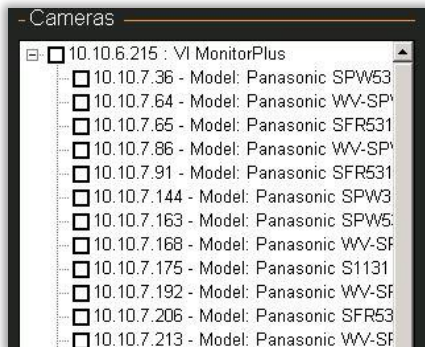 Cameras
10.10.6.215 : VI MonitorPlus
10.10.7.36 - Model: Panasonic SPW53
10.10.7.64 - Model: Panasonic WV-SP
10.10.7.65 - Model: Panasonic SFR531
10.10.7.86 - Model: Panasonic WV-SP
10.10.7.91 - Model: Panasonic SFR531
10.10.7.144 - Model: Panasonic SPW3
10.10.7.163 - Model: Panasonic SPW5
10.10.7.168 - Model: Panasonic WV-SF
10.10.7.175 - Model: Panasonic S1131
10.10.7.192 - Model: Panasonic WV-SF
10.10.7.206 - Model: Panasonic SFR53
10.10.7.213 - Model: Panasonic WV-SF